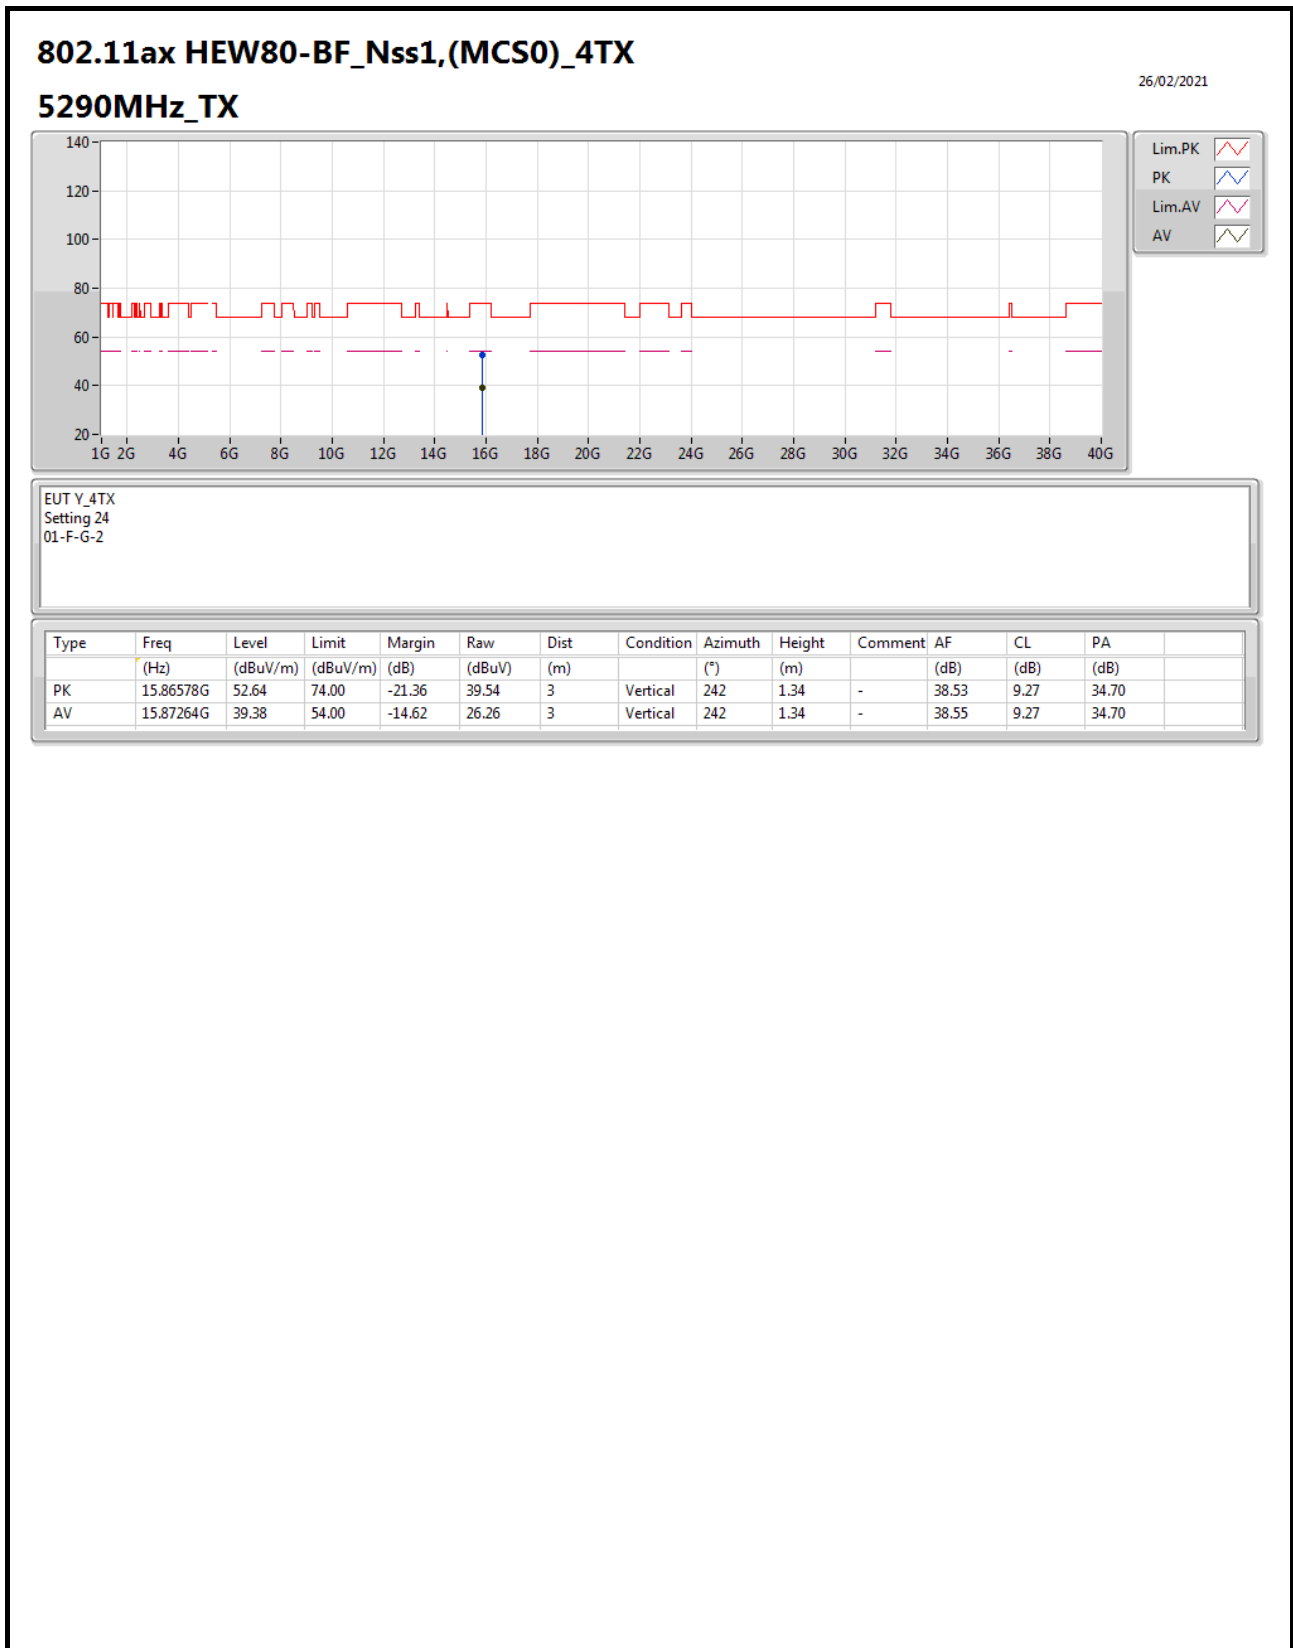 802.11ax HEW80-BF_Nss1,(MCS0)_4TX
26/02/2021
5290MHz_TX
140
120
100
80
60
40
20
1G 2G 4G 6G 8G 10G 12G 14G 16G 18G 20G 22G 24G 26G 28G 30G 32G 34G 36G 38G 40G
Lim.PK
PK
Lim.AV
AV
EUT Y_4TX
Setting 24
01-F-G-2
Type Freq Level Limit Margin Raw Dist Condition Azimuth Height Comment AF CL PA
(Hz) (dBuV/m) (dBuV/m) (dB) (dBuV) (m) (°) (m) (dB) (dB) (dB)
PK 15.86578G 52.64 74.00 -21.36 39.54 3 Vertical 242 1.34 - 38.53 9.27 34.70
AV 15.87264G 39.38 54.00 -14.62 26.26 3 Vertical 242 1.34 - 38.55 9.27 34.70